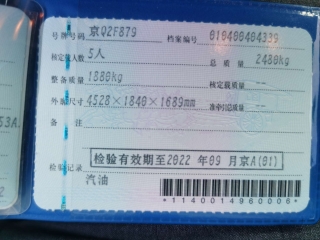 号牌号码 京Q2F879 档案编号 010400404339
核定载人数 5人 总质量 2480kg
整备质量 1880kg 核定载质量 --
外廓尺寸 4528×1840×1689mm 准牵引总质量 --
备注
检验有效期至2022年09月京A(01)
检验记录
汽油
*1140014960006*
53A